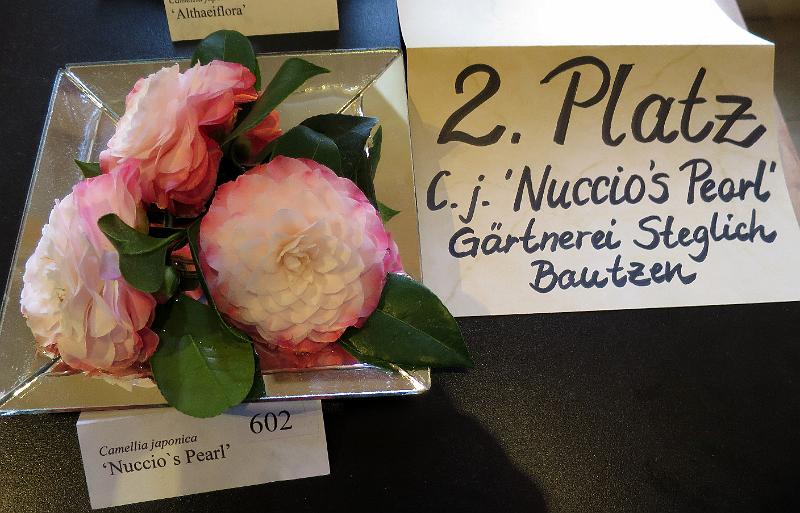 ‘Althaeiflora’
2. Platz
C. j. 'Nuccio's Pearl'
Gärtnerei Steglich
Bautzen
602
Camellia japonica
‘Nuccio`s Pearl’